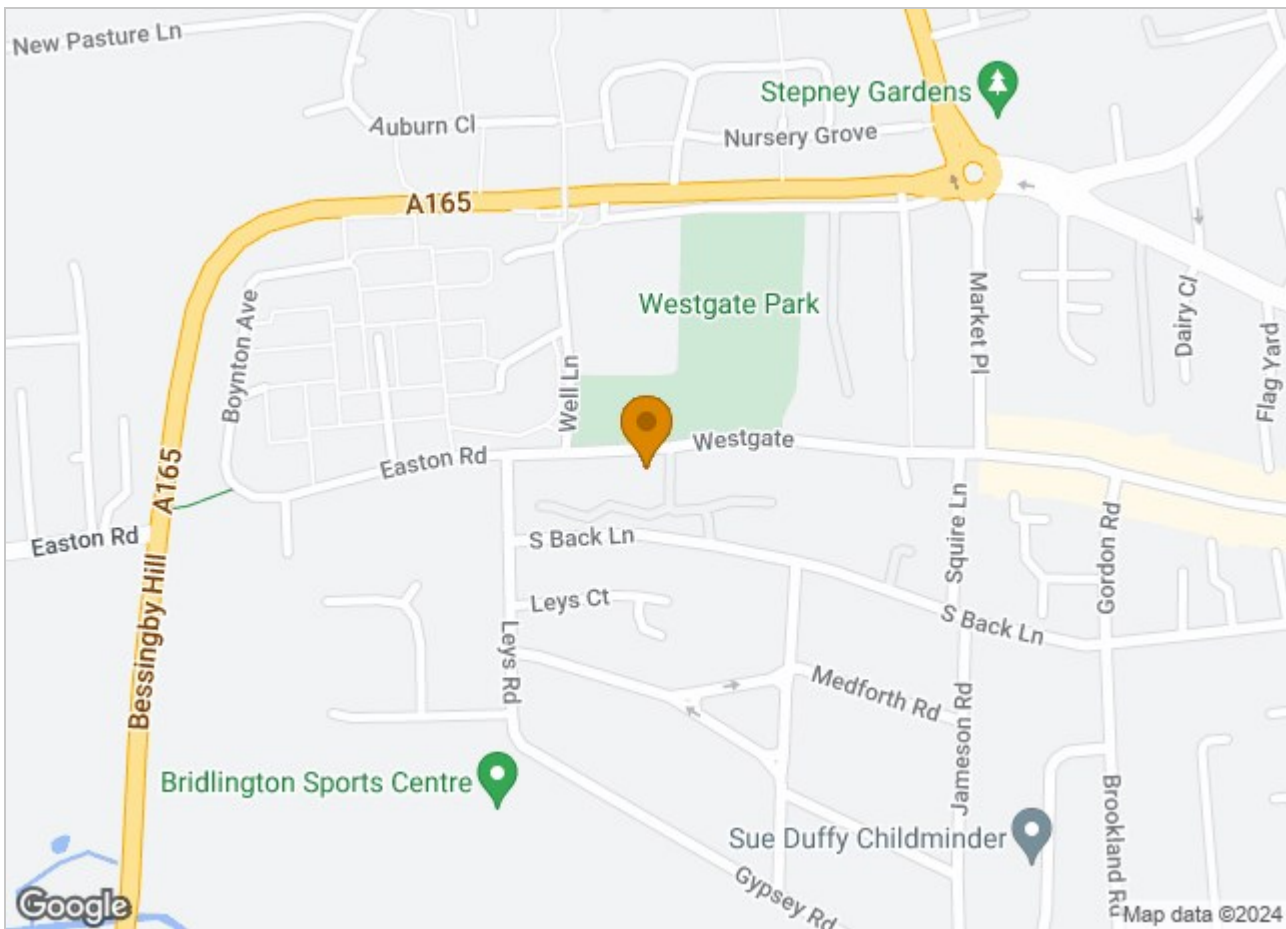 New Pasture Ln
Stepney Gardens
Auburn Cl
Nursery Grove
A165
Westgate Park
Market Pl
Dairy Cl
Flag Yard
Boynton Ave
Well Ln
Westgate
Easton Rd
A165
Easton Rd
S Back Ln
Squire Ln
Gordon Rd
Leys Ct
S Back Ln
Bessingby Hill
Leys Rd
Medforth Rd
Jameson Rd
Bridlington Sports Centre
Sue Duffy Childminder
Brookland Rd
Gypsey Rd
Google
Map data ©2024